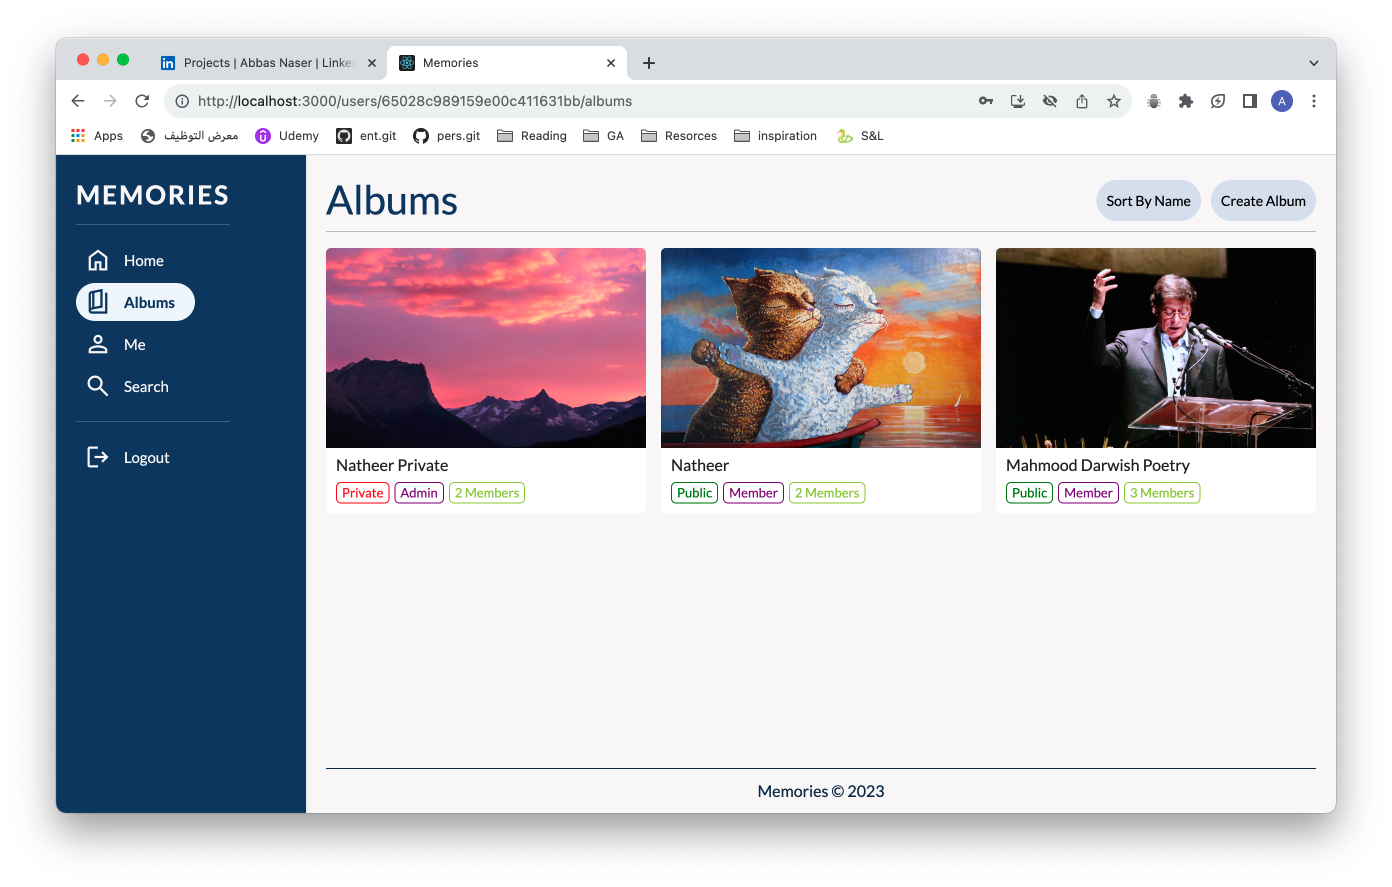 Projects | Abbas Naser | Linke
Memories
http://localhost:3000/users/65028c989159e00c411631bb/albums
A
Apps
معرض التوظيف
Udemy
ent.git
pers.git
Reading
GA
Resorces
inspiration
S&L
MEMORIES
Home
Albums
Me
Search
Logout
Albums
Sort By Name
Create Album
Natheer Private
Private Admin 2 Members
Natheer
Public Member 2 Members
Mahmood Darwish Poetry
Public Member 3 Members
Memories © 2023